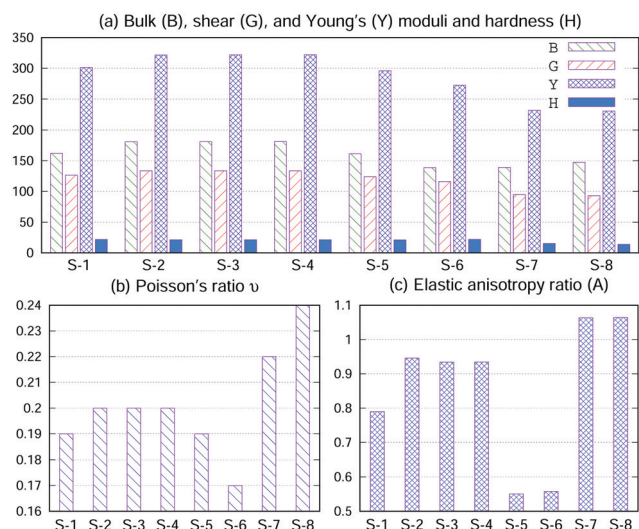 (a) Bulk (B), shear (G), and Young's (Y) moduli and hardness (H)
350
300
250
200
150
100
50
0
B
G
Y
H
S-1 S-2 S-3 S-4 S-5 S-6 S-7 S-8
(b) Poisson's ratio υ
0.24
0.23
0.22
0.21
0.2
0.19
0.18
0.17
0.16
S-1 S-2 S-3 S-4 S-5 S-6 S-7 S-8
(c) Elastic anisotropy ratio (A)
1.1
1
0.9
0.8
0.7
0.6
0.5
S-1 S-2 S-3 S-4 S-5 S-6 S-7 S-8